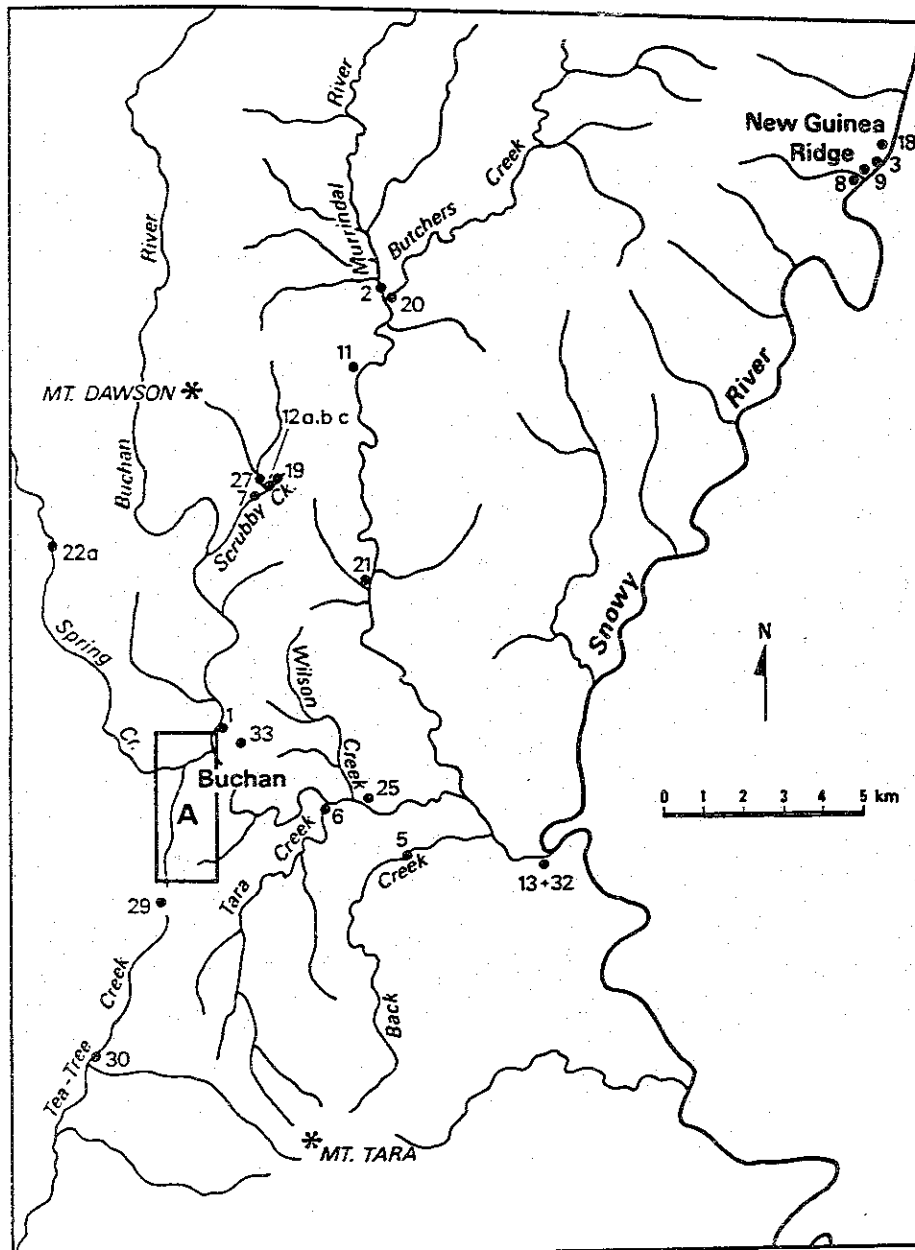 River
River
New Guinea
Ridge
18
3
9
8
Creek
Butchers
Murrindal
River
2
20
11
MT. DAWSON
12a.b c
Buchan
27
19
7
Scrubby Ck.
River
22a
21
Snowy
Spring
Cr.
Wilson
Creek
N
1
33
Buchan
A
25
6
0 1 2 3 4 5 km
Creek
Tara
5
Creek
13+32
29
Back
Creek
Tea-Tree
30
MT. TARA